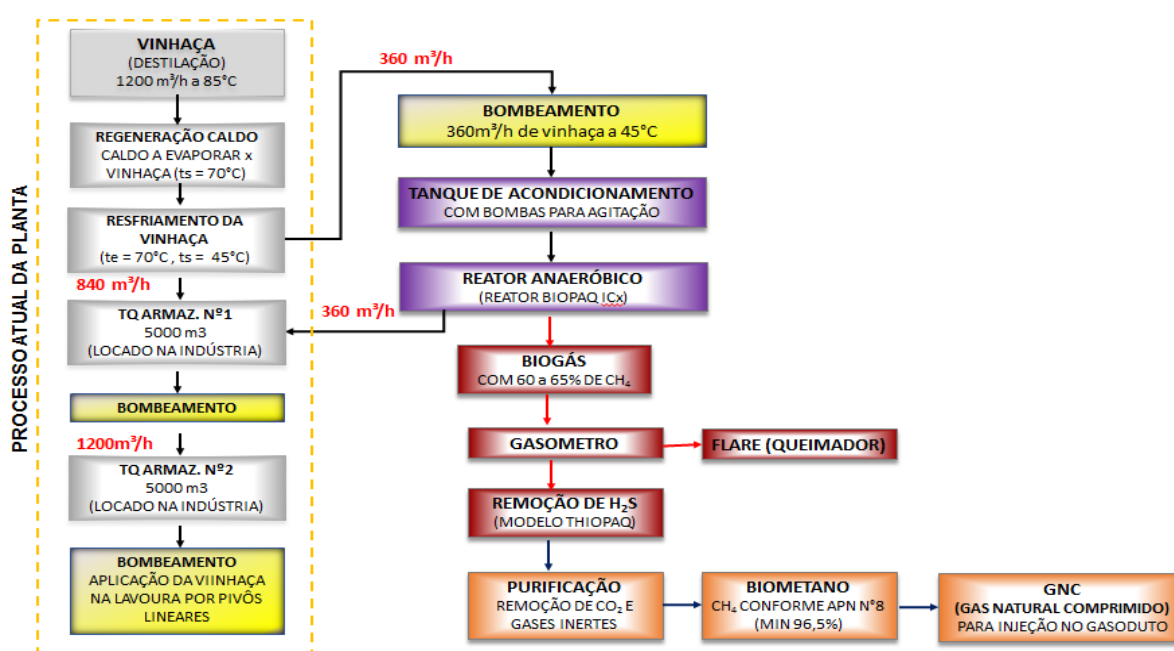 PROCESSO ATUAL DA PLANTA
VINHAÇA
(DESTILAÇÃO)
1200 m³/h a 85°C
REGENERAÇÃO CALDO
CALDO A EVAPORAR x
VINHAÇA (ts = 70°C)
RESFRIAMENTO DA
VINHAÇA
(te = 70°C , ts = 45°C)
840 m³/h
TQ ARMAZ. Nº1
5000 m3
(LOCADO NA INDÚSTRIA)
BOMBEAMENTO
1200m³/h
TQ ARMAZ. Nº2
5000 m3
(LOCADO NA INDÚSTRIA)
BOMBEAMENTO
APLICAÇÃO DA VIINHAÇA
NA LAVOURA POR PIVÔS
LINEARES
360 m³/h
BOMBEAMENTO
360m³/h de vinhaça a 45°C
TANQUE DE ACONDICIONAMENTO
COM BOMBAS PARA AGITAÇÃO
REATOR ANAERÓBICO
(REATOR BIOPAQ ICx)
360 m³/h
BIOGÁS
COM 60 a 65% DE CH₄
GASOMETRO
FLARE (QUEIMADOR)
REMOÇÃO DE H₂S
(MODELO THIOPAQ)
PURIFICAÇÃO
REMOÇÃO DE CO₂ E
GASES INERTES
BIOMETANO
CH₄ CONFORME APN N°8
(MIN 96,5%)
GNC
(GAS NATURAL COMPRIMIDO)
PARA INJEÇÃO NO GASODUTO